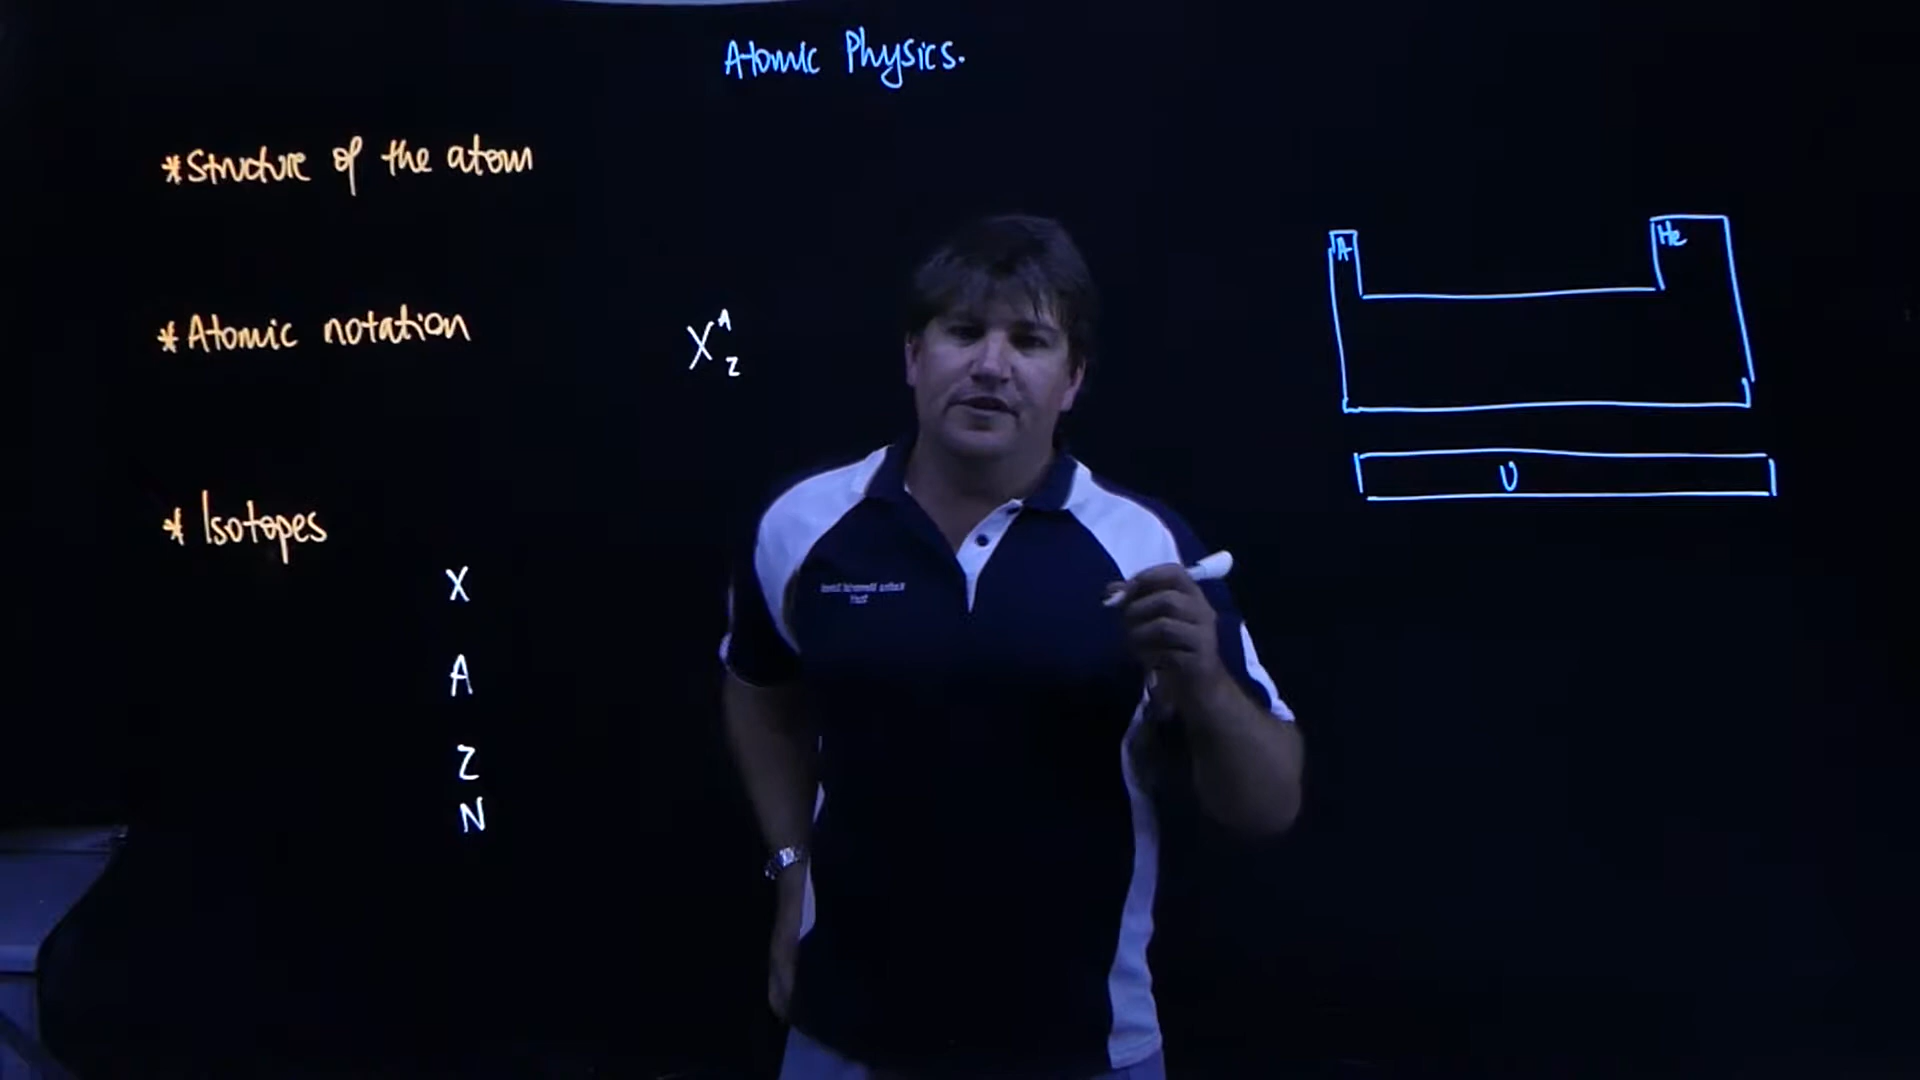 Atomic Physics.
*Structure of the atom
*Atomic notation
X A Z
* Isotopes
X
A
Z
N
A
He
U